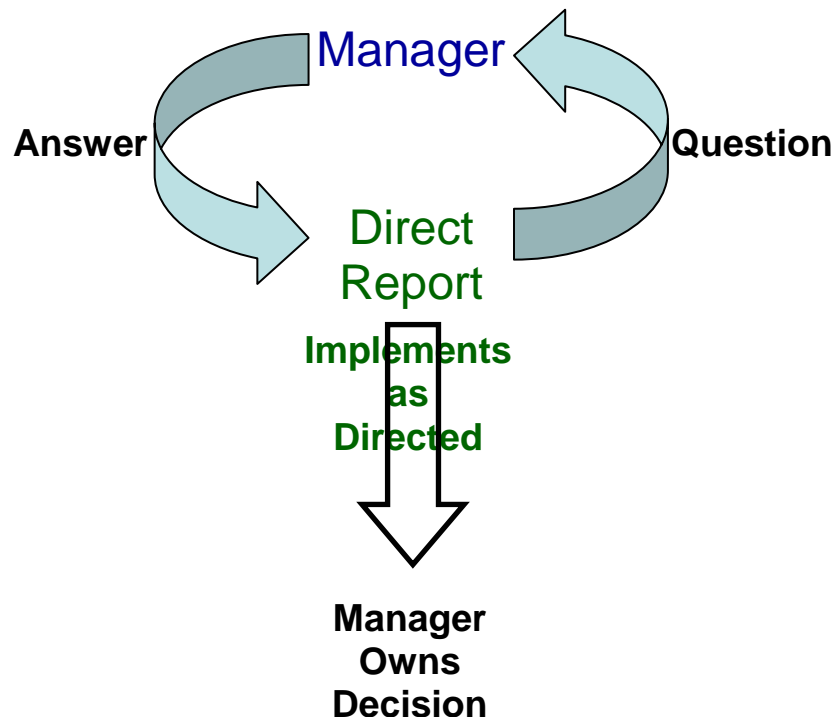 Manager
Answer
Question
Direct
Report
Implements
as
Directed
Manager
Owns
Decision